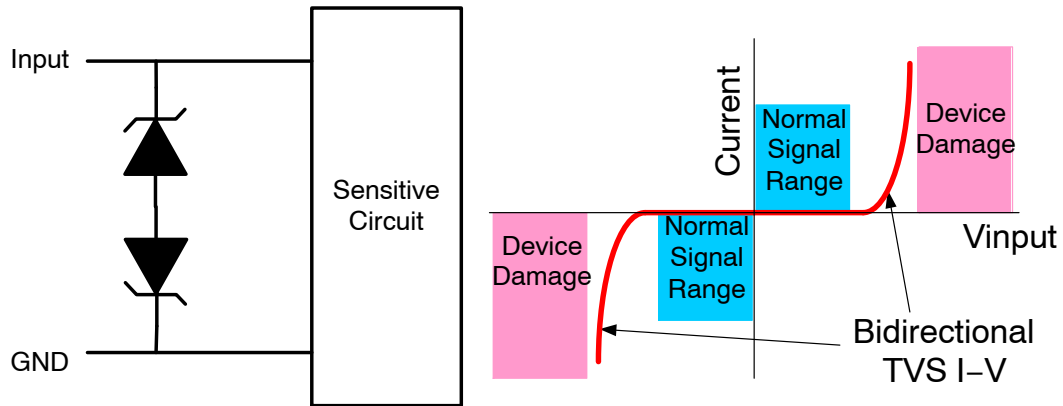 Input
GND
Sensitive
Circuit
Current
Normal
Signal
Range
Device
Damage
Device
Damage
Normal
Signal
Range
Vinput
Bidirectional
TVS I−V